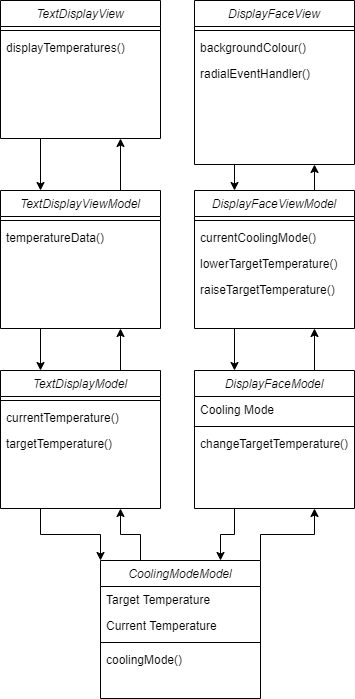 TextDisplayView
displayTemperatures()
DisplayFaceView
backgroundColour()
radialEventHandler()
TextDisplayViewModel
temperatureData()
DisplayFaceViewModel
currentCoolingMode()
lowerTargetTemperature()
raiseTargetTemperature()
TextDisplayModel
currentTemperature()
targetTemperature()
DisplayFaceModel
Cooling Mode
changeTargetTemperature()
CoolingModeModel
Target Temperature
Current Temperature
coolingMode()